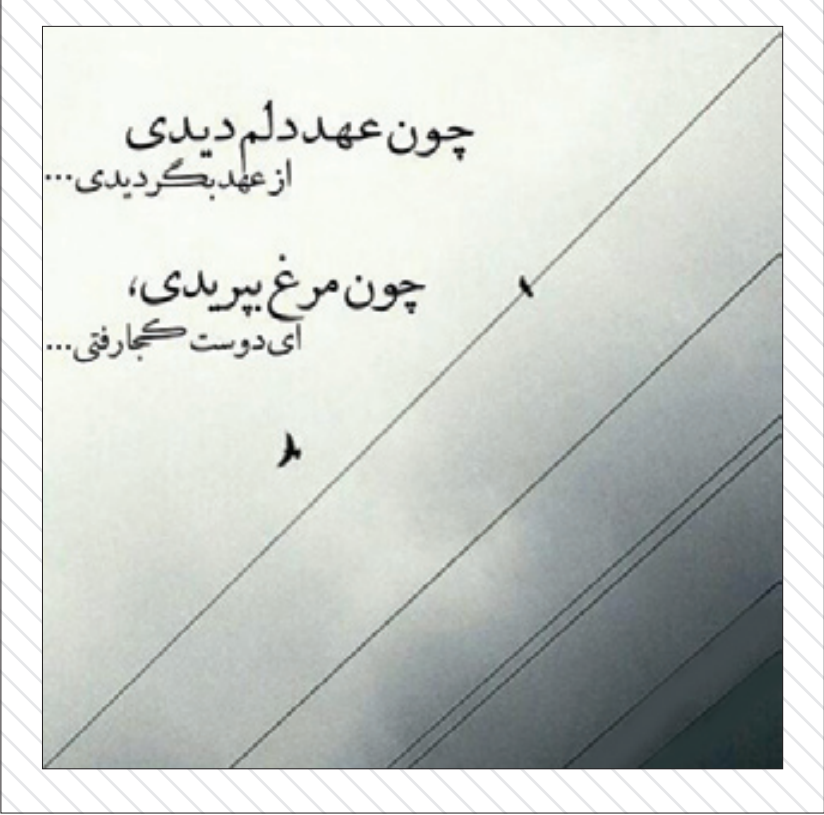 چون عهد دلم دیدی
از عهد بگردیدی...
چون مرغ بپریدی،
ای دوست کجا رفتی...